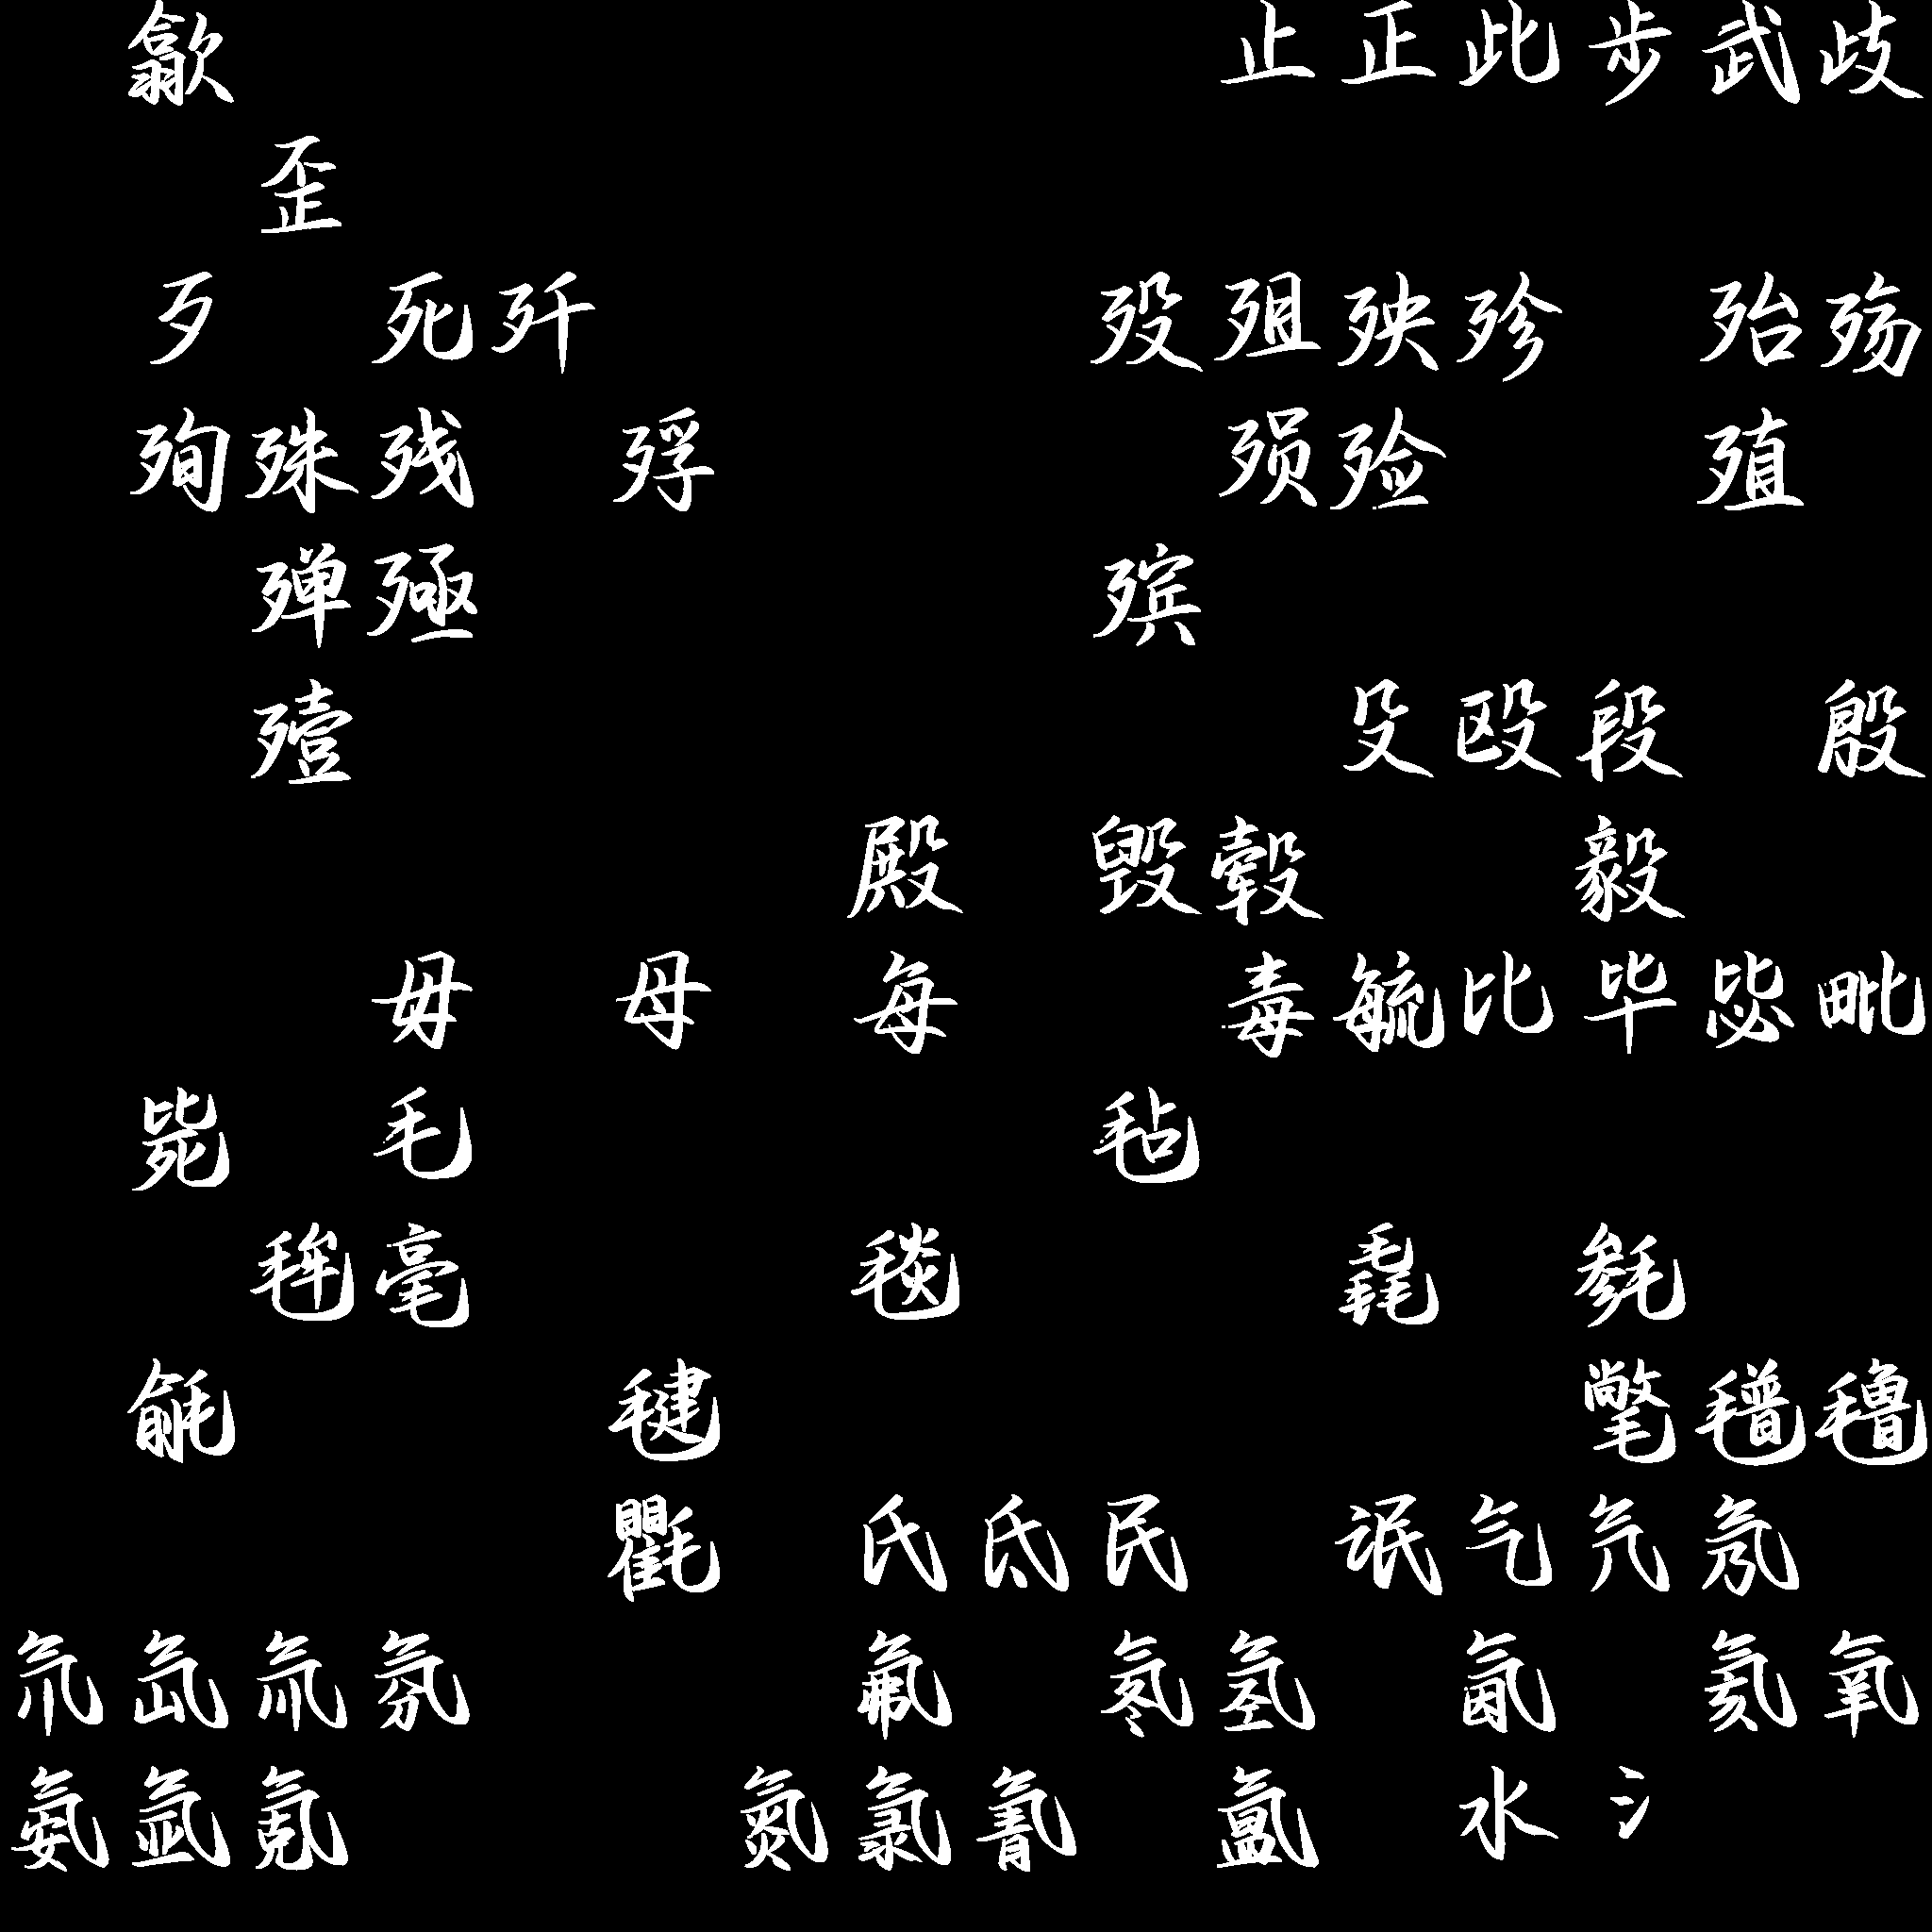 歙 止正此步武歧
歪
歹 死歼 殁殂殃殄 殆殇
殉殊残 殍 殒殓 殖
殚殛 殡
殪 殳殴段 殷
殿 毁毂 毅
毋 母 每 毒毓比毕毖毗
毙 毛 毡
毪毫 毯 毳 毵
毹 毽 氅氆氇
氍 氏氐民 氓气氕氖
氘氙氚氛 氟 氡氢 氤 氦氧
氨氩氪 氮氯氰 氲 水氵